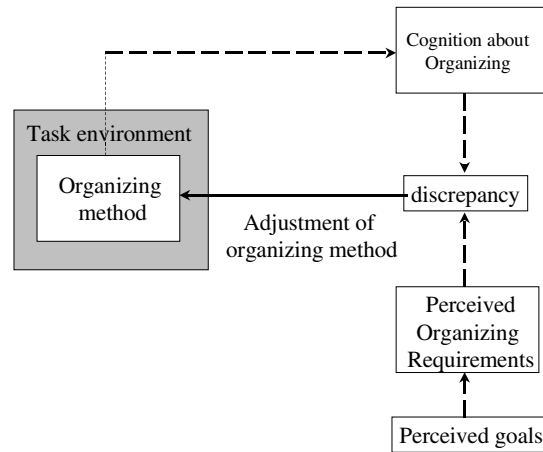 Cognition about
Organizing
Task environment
Organizing
method
discrepancy
Adjustment of
organizing method
Perceived
Organizing
Requirements
Perceived goals